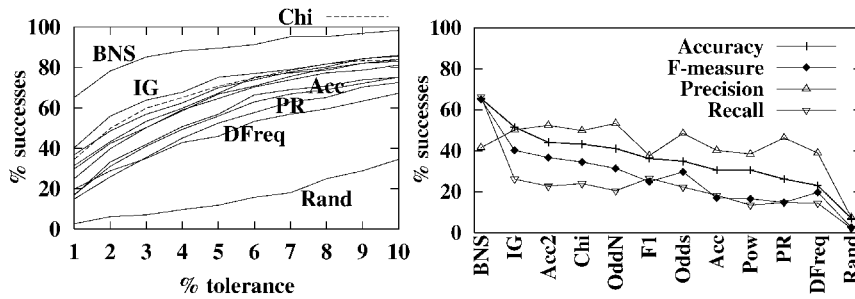 Chi
100
80
60
40
20
0
% successes
BNS
IG
Acc
PR
DFreq
Rand
1 2 3 4 5 6 7 8 9 10
% tolerance
100
80
60
40
20
0
% successes
Accuracy
F-measure
Precision
Recall
BNS
IG
Acc2
Chi
OddN
F1
Odds
Acc
Pow
PR
DFreq
Rand